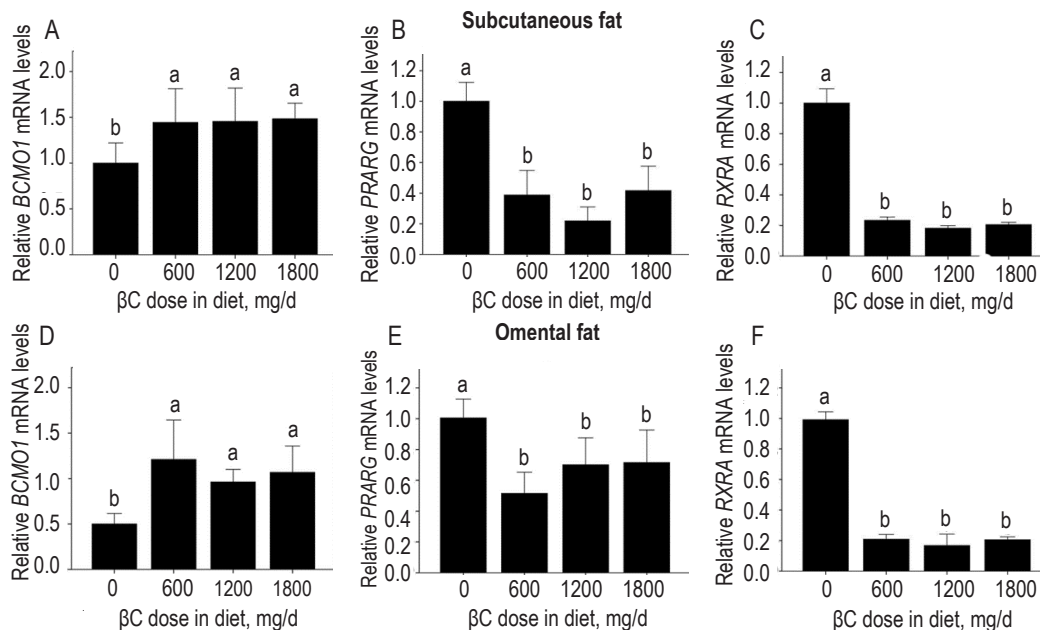 Subcutaneous fat
A
Relative BCMO1 mRNA levels
2.0
1.5
1.0
0.5
0.0
b
a
a
a
0
600
1200
1800
βC dose in diet, mg/d
B
Relative PRARG mRNA levels
1.2
1.0
0.8
0.6
0.4
0.2
0.0
a
b
b
b
0
600
1200
1800
βC dose in diet, mg/d
C
Relative RXRA mRNA levels
1.2
1.0
0.8
0.6
0.4
0.2
0.0
a
b
b
b
0
600
1200
1800
βC dose in diet, mg/d
Omental fat
D
Relative BCMO1 mRNA levels
2.0
1.5
1.0
0.5
0.0
b
a
a
a
0
600
1200
1800
βC dose in diet, mg/d
E
Relative PRARG mRNA levels
1.2
1.0
0.8
0.6
0.4
0.2
0.0
a
b
b
b
0
600
1200
1800
βC dose in diet, mg/d
F
Relative RXRA mRNA levels
1.2
1.0
0.8
0.6
0.4
0.2
0.0
a
b
b
b
0
600
1200
1800
βC dose in diet, mg/d